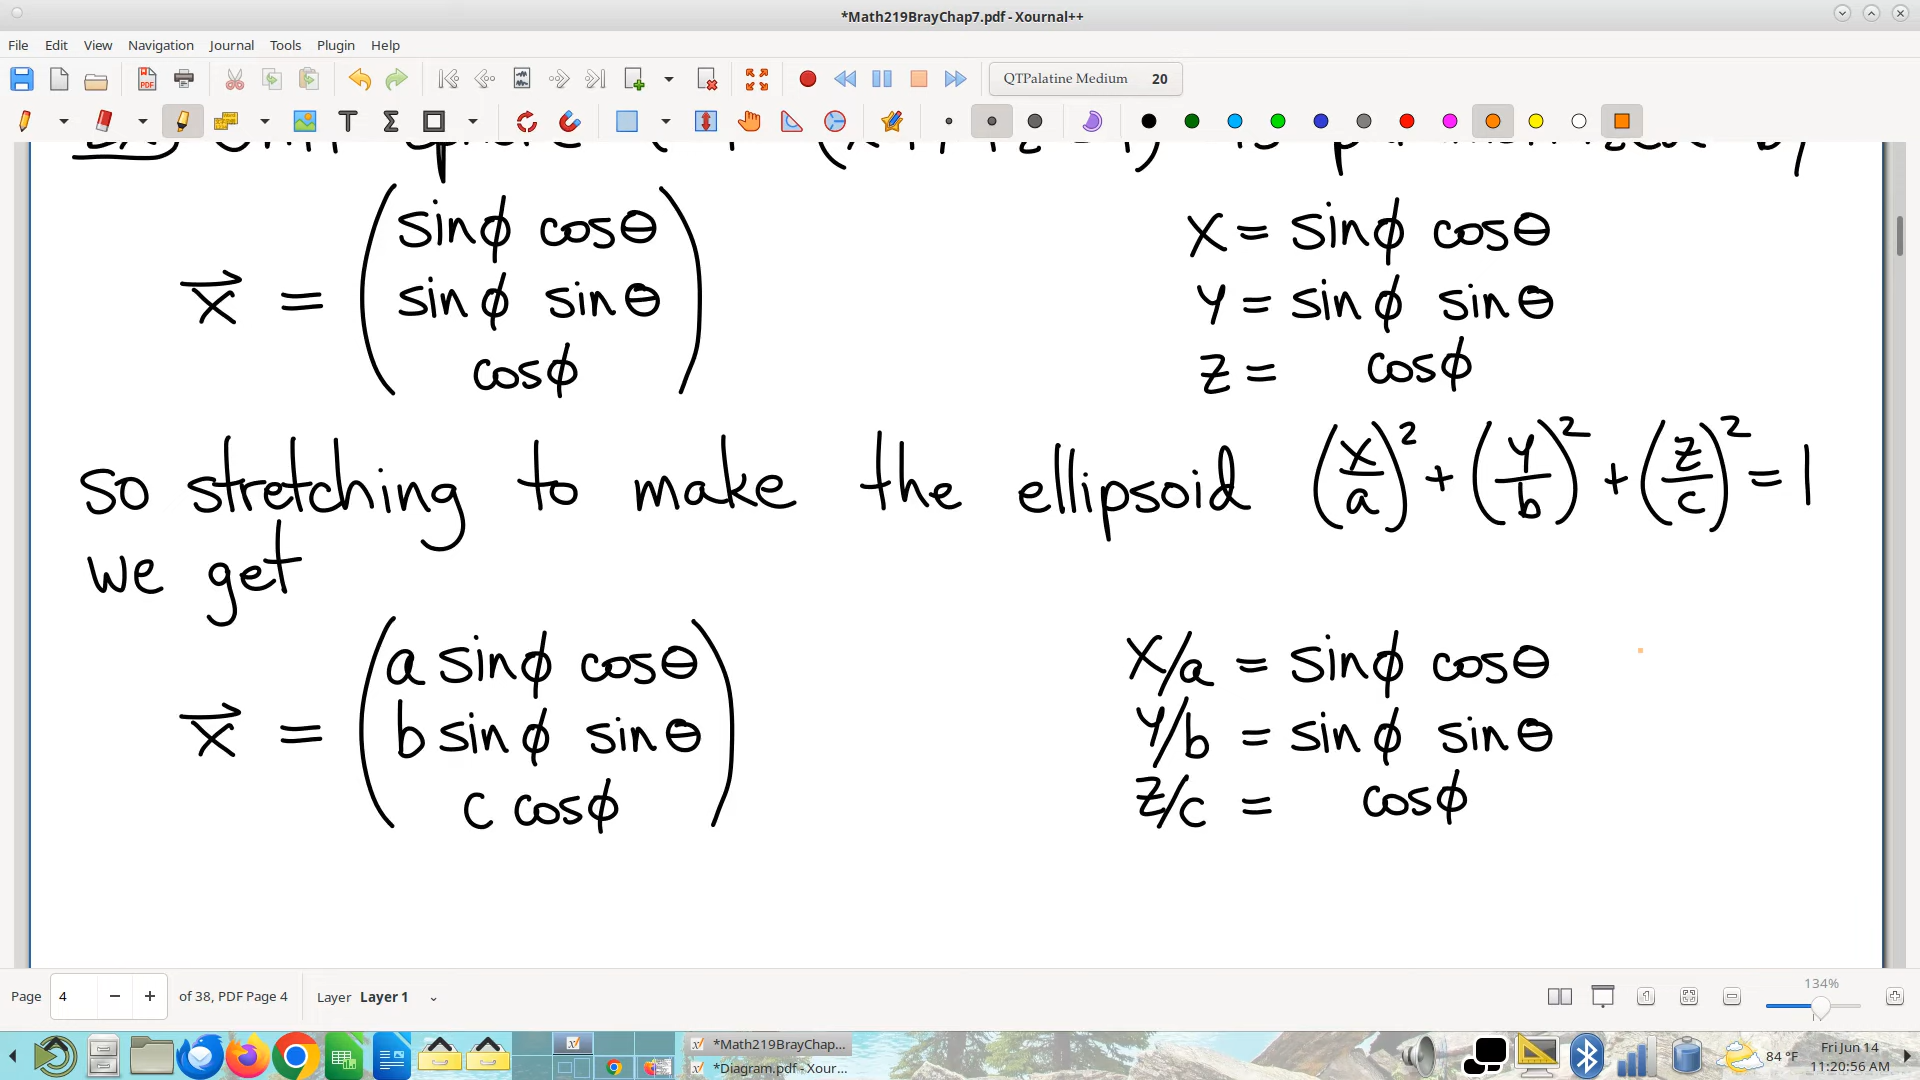 *Math219BrayChap7.pdf - Xournal++
File Edit View Navigation Journal Tools Plugin Help
QTPalatine Medium 20
x⃗ = ( sinϕ cosθ
sinϕ sinθ
cosϕ )
x = sinϕ cosθ
y = sinϕ sinθ
z = cosϕ
so stretching to make the ellipsoid (x/a)² + (y/b)² + (z/c)² = 1
we get
x⃗ = ( a sinϕ cosθ
b sinϕ sinθ
c cosϕ )
x/a = sinϕ cosθ
y/b = sinϕ sinθ
z/c = cosϕ
Page 4 of 38, PDF Page 4 Layer Layer 1
134%
*Math219BrayChap...
*Diagram.pdf - Xour...
84 °F
Fri Jun 14
11:20:56 AM